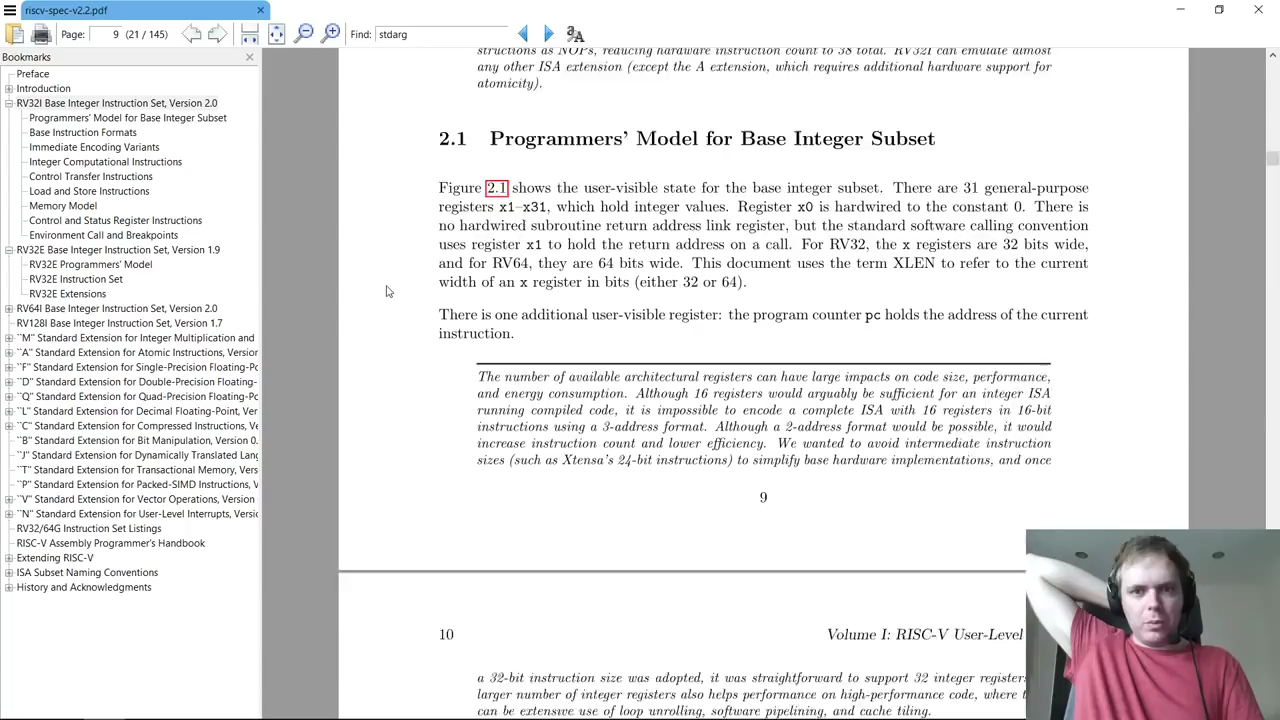 riscv-spec-v2.2.pdf
Page: 9 (21 / 145) Find: stdarg
Bookmarks
Preface
Introduction
RV32I Base Integer Instruction Set, Version 2.0
Programmers' Model for Base Integer Subset
Base Instruction Formats
Immediate Encoding Variants
Integer Computational Instructions
Control Transfer Instructions
Load and Store Instructions
Memory Model
Control and Status Register Instructions
Environment Call and Breakpoints
RV32E Base Integer Instruction Set, Version 1.9
RV32E Programmers' Model
RV32E Instruction Set
RV32E Extensions
RV64I Base Integer Instruction Set, Version 2.0
RV128I Base Integer Instruction Set, Version 1.7
``M'' Standard Extension for Integer Multiplication and
``A'' Standard Extension for Atomic Instructions, Version
``F'' Standard Extension for Single-Precision Floating-Po
``D'' Standard Extension for Double-Precision Floating-
``Q'' Standard Extension for Quad-Precision Floating-Po
``L'' Standard Extension for Decimal Floating-Point, Ver
``C'' Standard Extension for Compressed Instructions, Ve
``B'' Standard Extension for Bit Manipulation, Version 0.
``J'' Standard Extension for Dynamically Translated Lang
``T'' Standard Extension for Transactional Memory, Vers
``P'' Standard Extension for Packed-SIMD Instructions, V
``V'' Standard Extension for Vector Operations, Version
``N'' Standard Extension for User-Level Interrupts, Versio
RV32/64G Instruction Set Listings
RISC-V Assembly Programmer's Handbook
Extending RISC-V
ISA Subset Naming Conventions
History and Acknowledgments
structions as NOPs, reducing hardware instruction count to 38 total. RV32I can emulate almost
any other ISA extension (except the A extension, which requires additional hardware support for
atomicity).
2.1 Programmers' Model for Base Integer Subset
Figure 2.1 shows the user-visible state for the base integer subset. There are 31 general-purpose
registers x1–x31, which hold integer values. Register x0 is hardwired to the constant 0. There is
no hardwired subroutine return address link register, but the standard software calling convention
uses register x1 to hold the return address on a call. For RV32, the x registers are 32 bits wide,
and for RV64, they are 64 bits wide. This document uses the term XLEN to refer to the current
width of an x register in bits (either 32 or 64).
There is one additional user-visible register: the program counter pc holds the address of the current
instruction.
The number of available architectural registers can have large impacts on code size, performance,
and energy consumption. Although 16 registers would arguably be sufficient for an integer ISA
running compiled code, it is impossible to encode a complete ISA with 16 registers in 16-bit
instructions using a 3-address format. Although a 2-address format would be possible, it would
increase instruction count and lower efficiency. We wanted to avoid intermediate instruction
sizes (such as Xtensa's 24-bit instructions) to simplify base hardware implementations, and once
9
10 Volume I: RISC-V User-Level
a 32-bit instruction size was adopted, it was straightforward to support 32 integer registers.
larger number of integer registers also helps performance on high-performance code, where t
can be extensive use of loop unrolling, software pipelining, and cache tiling.